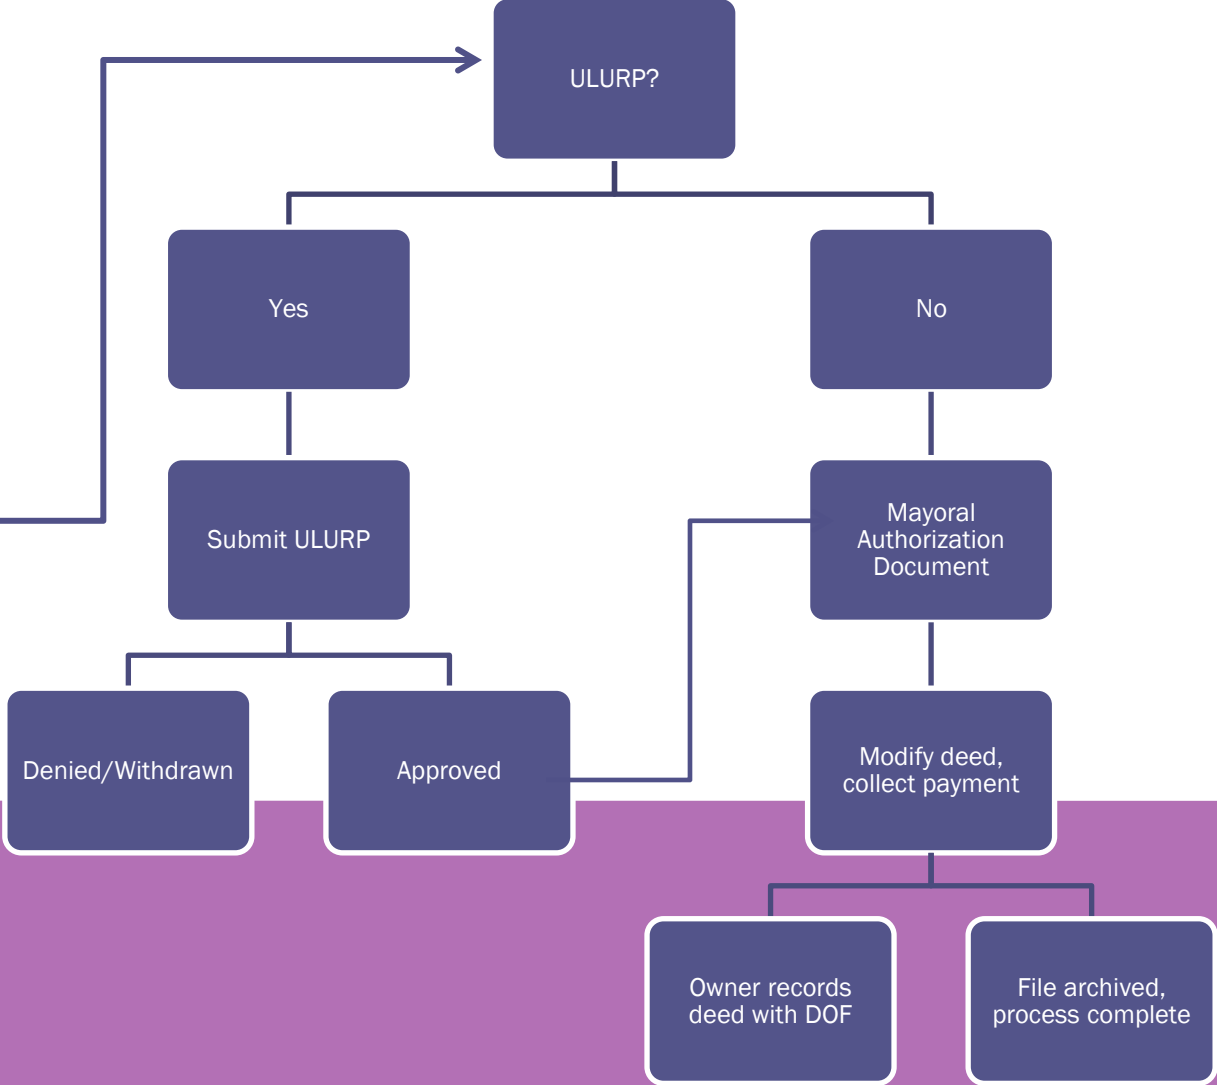 ULURP?
Yes
No
Submit ULURP
Mayoral
Authorization
Document
Denied/Withdrawn
Approved
Modify deed,
collect payment
Owner records
deed with DOF
File archived,
process complete